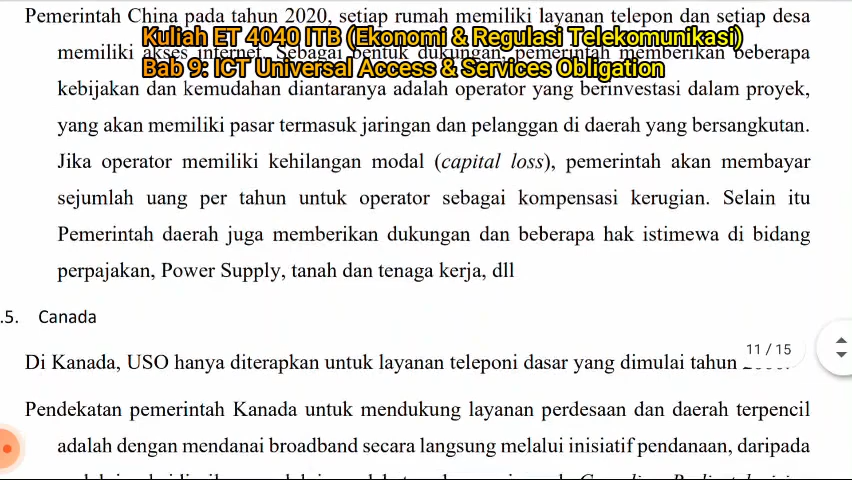 Pemerintah China pada tahun 2020, setiap rumah memiliki layanan telepon dan setiap desa
Kuliah ET 4040 ITB (Ekonomi & Regulasi Telekomunikasi)
memiliki akses internet. Sebagai bentuk dukungan, pemerintah memberikan beberapa
Bab 9: ICT Universal Access & Services Obligation
kebijakan dan kemudahan diantaranya adalah operator yang berinvestasi dalam proyek,
yang akan memiliki pasar termasuk jaringan dan pelanggan di daerah yang bersangkutan.
Jika operator memiliki kehilangan modal (capital loss), pemerintah akan membayar
sejumlah uang per tahun untuk operator sebagai kompensasi kerugian. Selain itu
Pemerintah daerah juga memberikan dukungan dan beberapa hak istimewa di bidang
perpajakan, Power Supply, tanah dan tenaga kerja, dll
.5. Canada
11 / 15
Di Kanada, USO hanya diterapkan untuk layanan teleponi dasar yang dimulai tahun
Pendekatan pemerintah Kanada untuk mendukung layanan perdesaan dan daerah terpencil
adalah dengan mendanai broadband secara langsung melalui inisiatif pendanaan, daripada